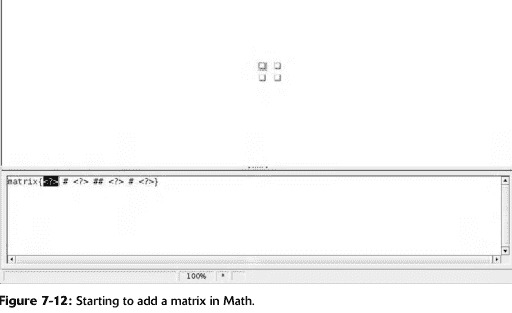 matrix{<?> # <?> ## <?> # <?>}
100%
*
Figure 7-12: Starting to add a matrix in Math.